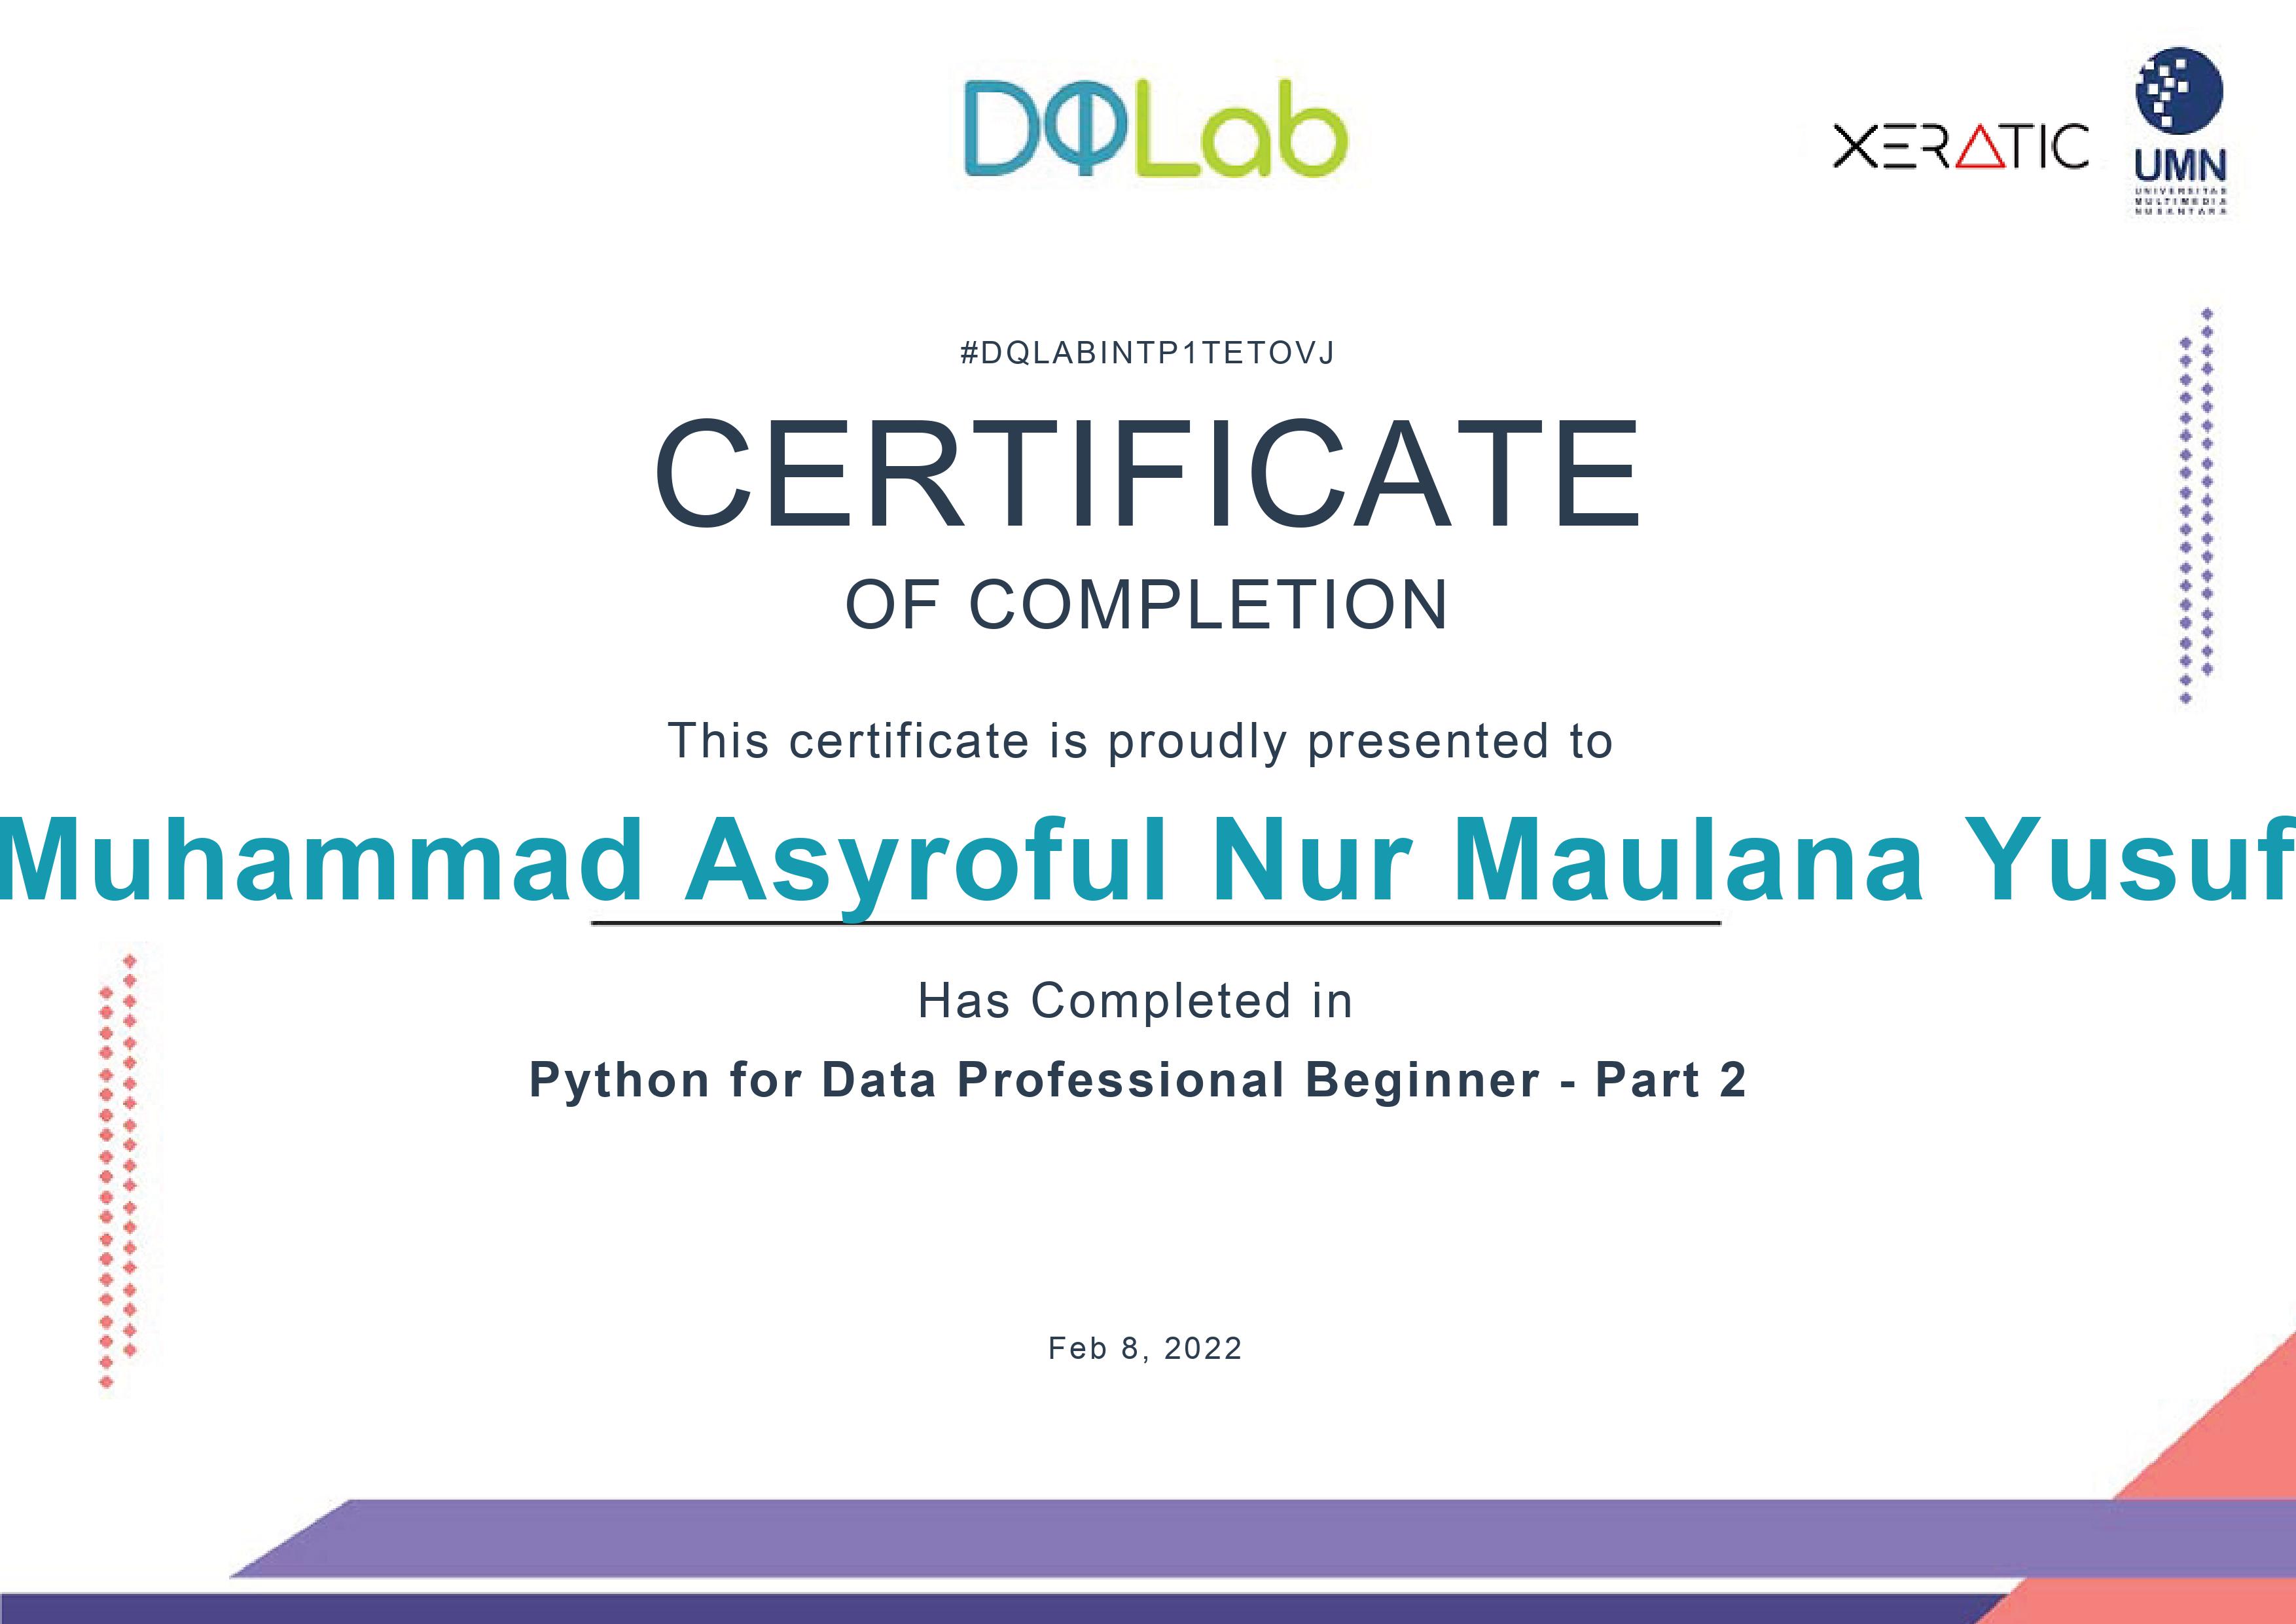 DQLab
XERATIC
UMN
UNIVERSITAS
MULTIMEDIA
NUSANTARA
#DQLABINTP1TETOVJ
CERTIFICATE
OF COMPLETION
This certificate is proudly presented to
Muhammad Asyroful Nur Maulana Yusuf
Has Completed in
Python for Data Professional Beginner - Part 2
Feb 8, 2022